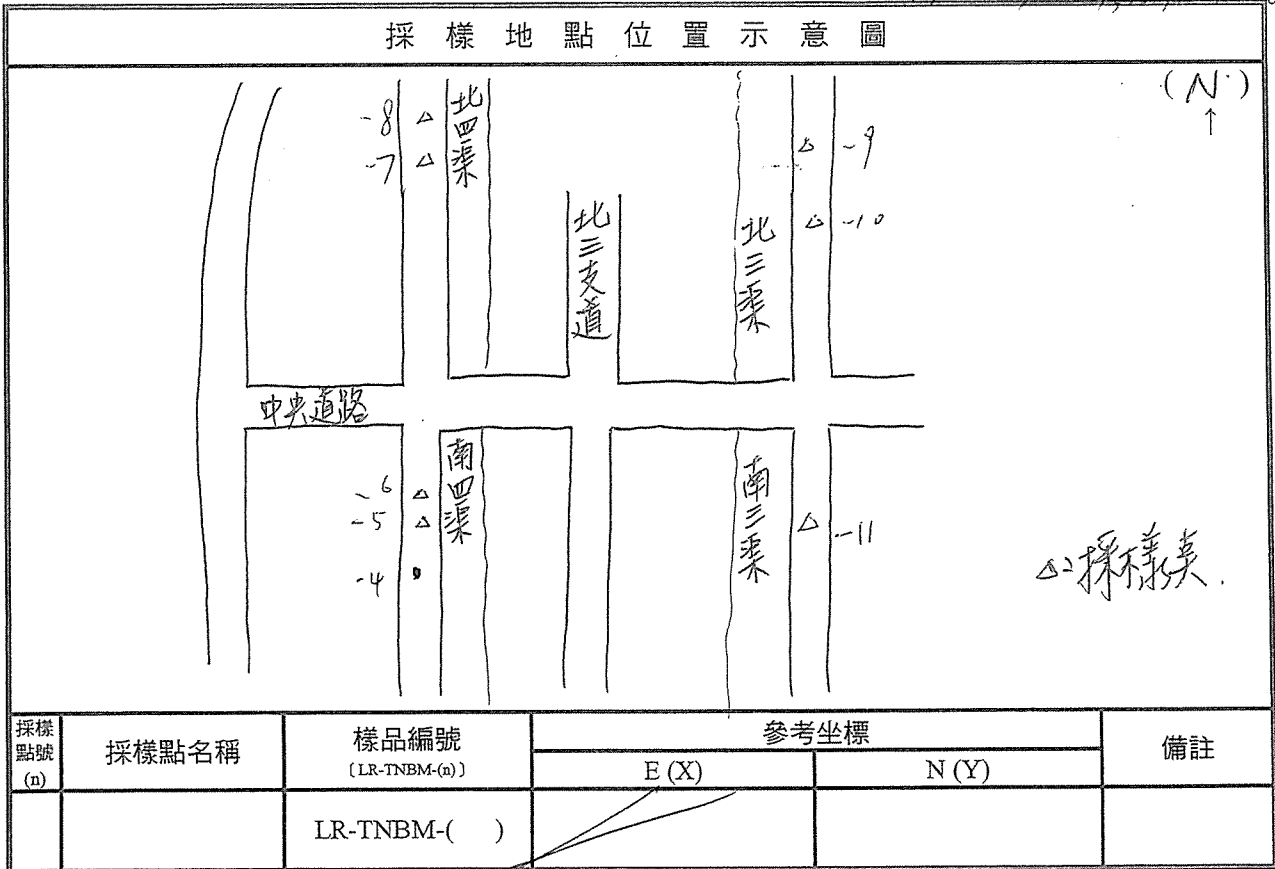 採樣地點位置示意圖
(N)
↑
-8 △
-7 △
北四渠
△ -9
△ -10
北三支道
北三渠
中央道路
-6 △
-5 △
-4
南四渠
南三渠
△ -11
△:採樣点.
採樣點號(n)
採樣點名稱
樣品編號
〔LR-TNBM-(n)〕
參考坐標
E (X)
N (Y)
備註
LR-TNBM-( )